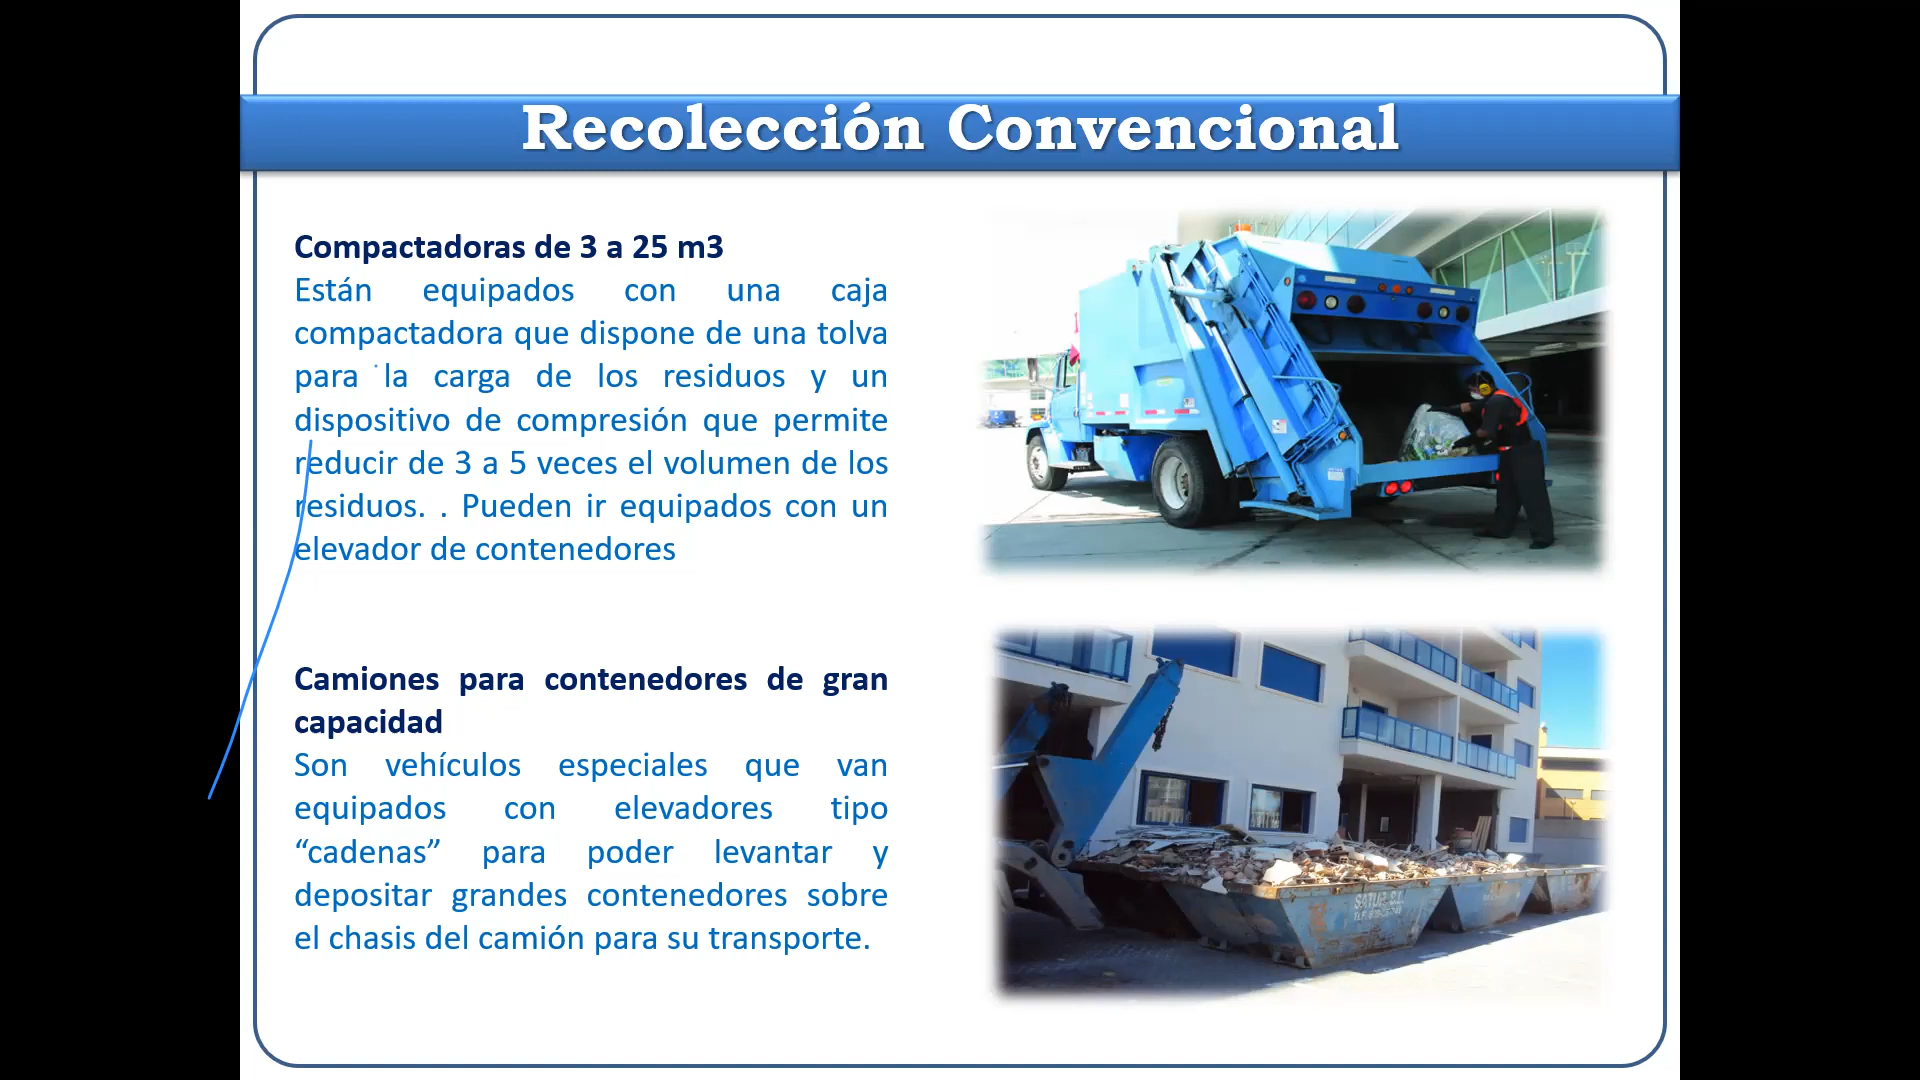 Recolección Convencional
Compactadoras de 3 a 25 m3
Están equipados con una caja
compactadora que dispone de una tolva
para la carga de los residuos y un
dispositivo de compresión que permite
reducir de 3 a 5 veces el volumen de los
residuos. . Pueden ir equipados con un
elevador de contenedores
Camiones para contenedores de gran
capacidad
Son vehículos especiales que van
equipados con elevadores tipo
“cadenas” para poder levantar y
depositar grandes contenedores sobre
el chasis del camión para su transporte.